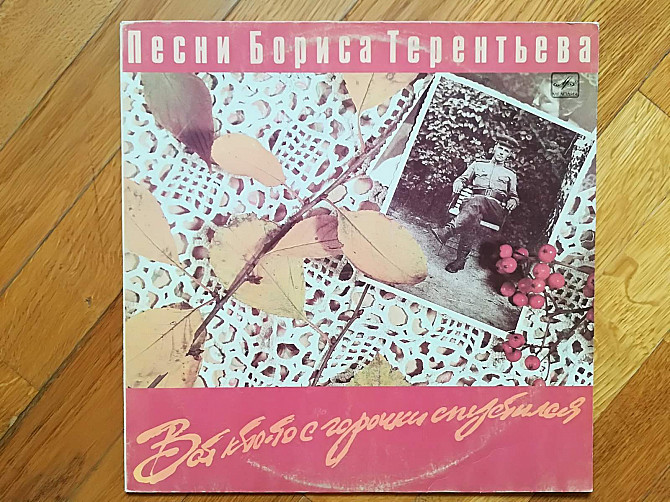 Песни Бориса Терентьева
Вот кто-то с горочки спустился